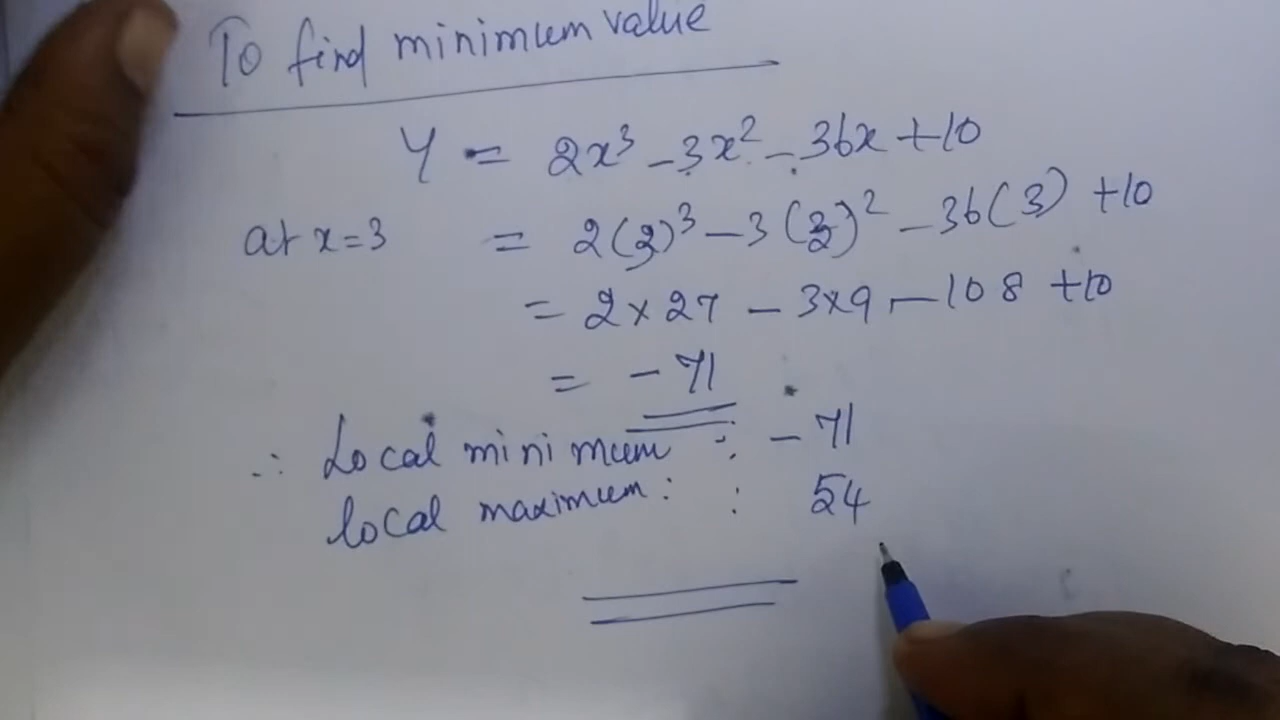 To find minimum value
Y = 2x³ - 3x² - 36x + 10
at x = 3 = 2(3)³ - 3(3)² - 36(3) + 10
= 2 × 27 - 3×9 - 108 + 10
= - 71
∴ Local minimum : - 71
local maximum : : 54